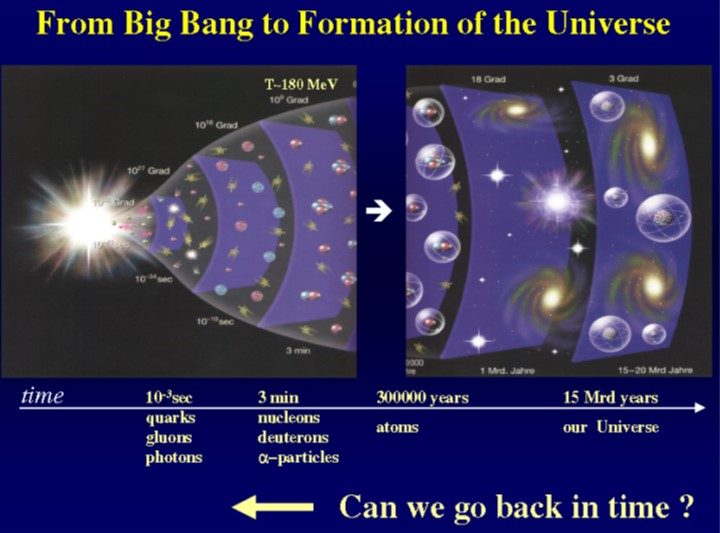 From Big Bang to Formation of the Universe
T~180 MeV
10⁹ Grad
10¹⁵ Grad
10²⁷ Grad
10⁻³⁴ sec
10⁻¹⁰sec
3 min
18 Grad
3 Grad
1 Mrd. Jahre
15–20 Mrd Jahre
time
10⁻³sec
3 min
300000 years
15 Mrd years
quarks
nucleons
gluons
deuterons
atoms
our Universe
photons
α–particles
Can we go back in time ?